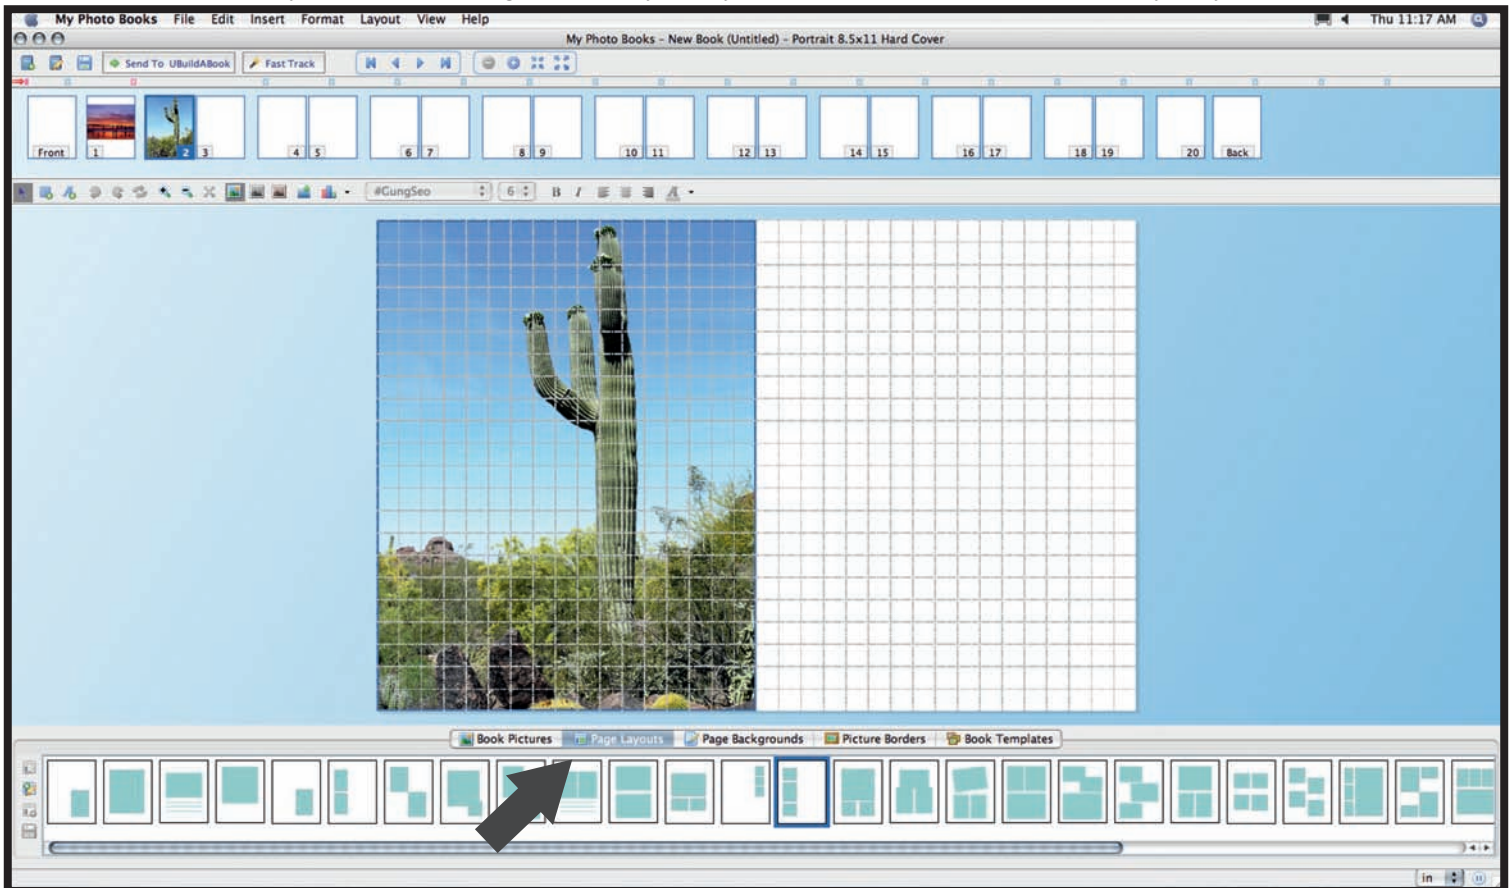 My Photo Books File Edit Insert Format Layout View Help Thu 11:17 AM
My Photo Books - New Book (Untitled) - Portrait 8.5x11 Hard Cover
Send To UBuildABook Fast Track
Front 1 2 3 4 5 6 7 8 9 10 11 12 13 14 15 16 17 18 19 20 Back
#GungSeo 6 B I A
Book Pictures Page Layouts Page Backgrounds Picture Borders Book Templates
in